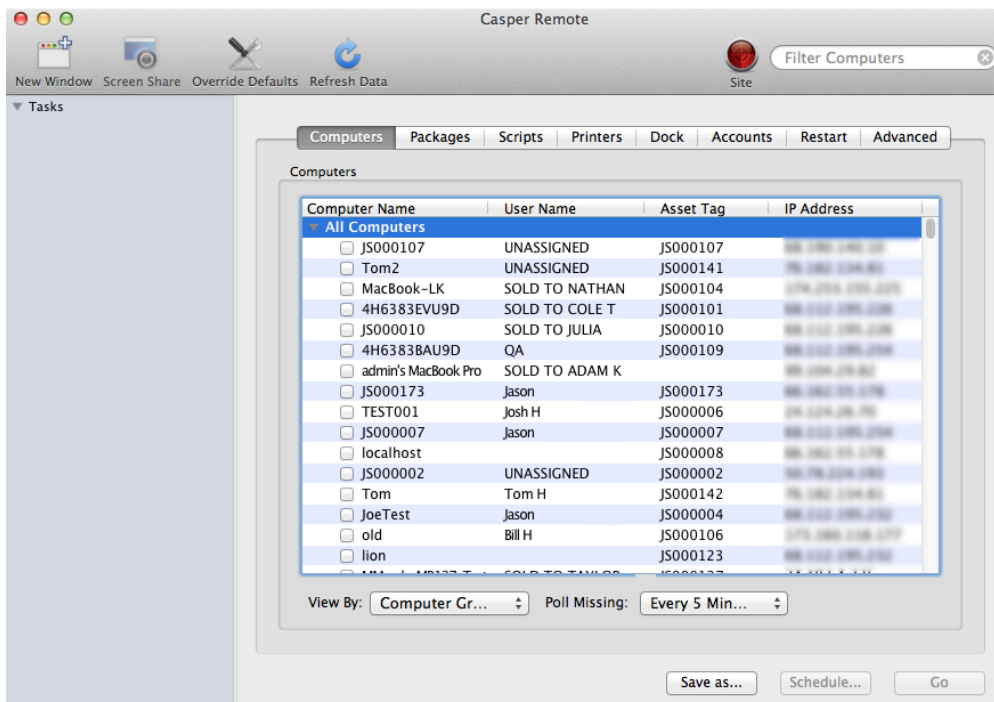 Casper Remote
New Window Screen Share Override Defaults Refresh Data Site Filter Computers
Tasks
Computers Packages Scripts Printers Dock Accounts Restart Advanced
Computers
Computer Name User Name Asset Tag IP Address
All Computers
JS000107 UNASSIGNED JS000107
Tom2 UNASSIGNED JS000141
MacBook-LK SOLD TO NATHAN JS000104
4H6383EVU9D SOLD TO COLE T JS000101
JS000010 SOLD TO JULIA JS000010
4H6383BAU9D QA JS000109
admin's MacBook Pro SOLD TO ADAM K
JS000173 Jason JS000173
TEST001 Josh H JS000006
JS000007 Jason JS000007
localhost JS000008
JS000002 UNASSIGNED JS000002
Tom Tom H JS000142
JoeTest Jason JS000004
old Bill H JS000106
lion JS000123
View By: Computer Gr... Poll Missing: Every 5 Min...
Save as... Schedule... Go